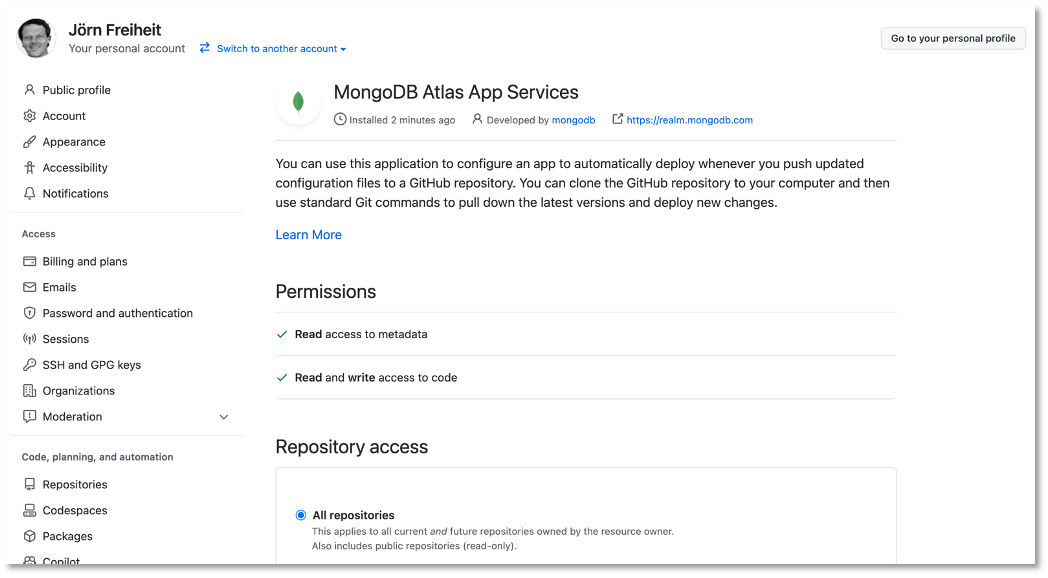 Jörn Freiheit
Your personal account
Switch to another account
Go to your personal profile
Public profile
Account
Appearance
Accessibility
Notifications
Access
Billing and plans
Emails
Password and authentication
Sessions
SSH and GPG keys
Organizations
Moderation
Code, planning, and automation
Repositories
Codespaces
Packages
Copilot
MongoDB Atlas App Services
Installed 2 minutes ago
Developed by mongodb
https://realm.mongodb.com
You can use this application to configure an app to automatically deploy whenever you push updated
configuration files to a GitHub repository. You can clone the GitHub repository to your computer and then
use standard Git commands to pull down the latest versions and deploy new changes.
Learn More
Permissions
Read access to metadata
Read and write access to code
Repository access
All repositories
This applies to all current and future repositories owned by the resource owner.
Also includes public repositories (read-only).